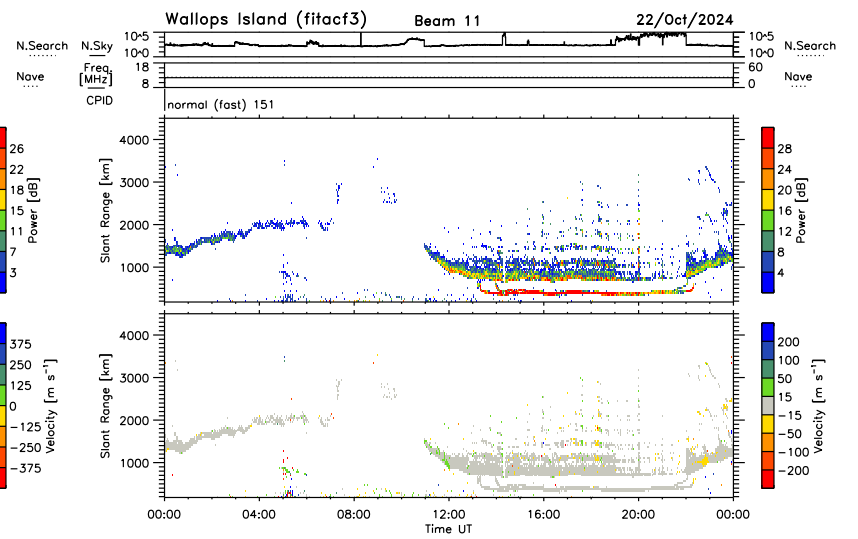 Wallops Island (fitacf3) Beam 11 22/Oct/2024
N.Search N.Sky 10^5 10^5 N.Search
10^0 10^0
Nave Freq. 18 60 Nave
[MHz] 8 0
CPID normal (fast) 151
Slant Range [km]
4000
3000
2000
1000
Power [dB]
26
22
18
15
11
7
3
Power [dB]
28
24
20
16
12
8
4
Slant Range [km]
4000
3000
2000
1000
Velocity [m s⁻¹]
375
250
125
0
−125
−250
−375
Velocity [m s⁻¹]
200
100
50
15
−15
−50
−100
−200
00:00 04:00 08:00 12:00 16:00 20:00 00:00
Time UT